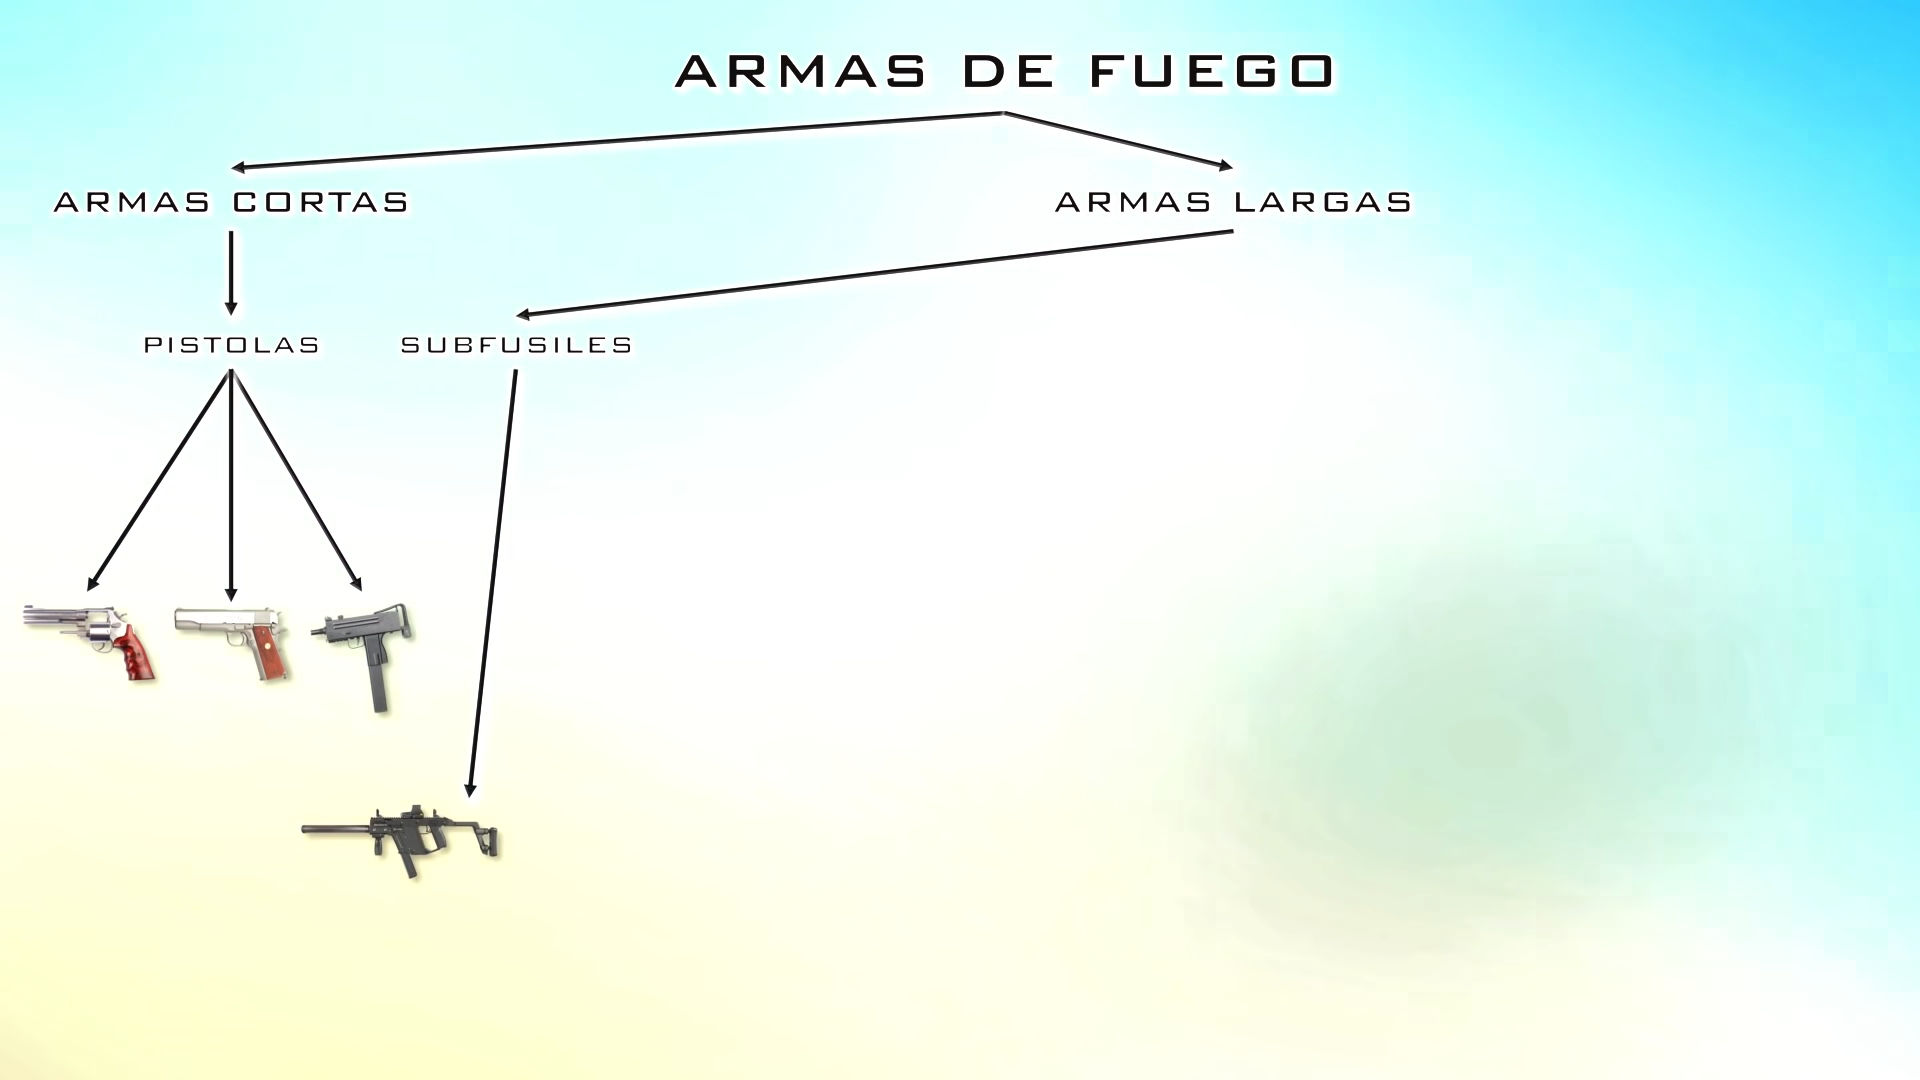 ARMAS DE FUEGO
ARMAS CORTAS
ARMAS LARGAS
PISTOLAS
SUBFUSILES